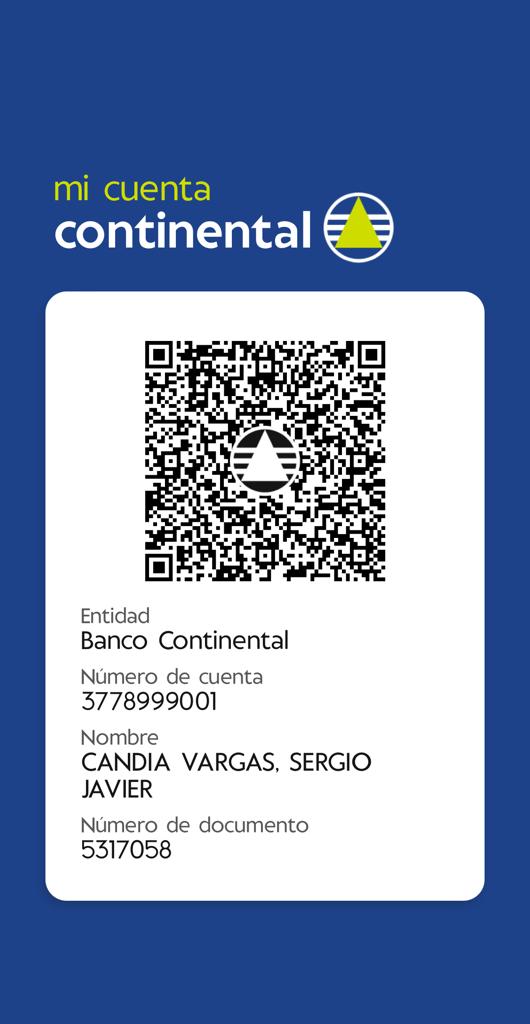 mi cuenta
continental
Entidad
Banco Continental
Número de cuenta
3778999001
Nombre
CANDIA VARGAS, SERGIO
JAVIER
Número de documento
5317058